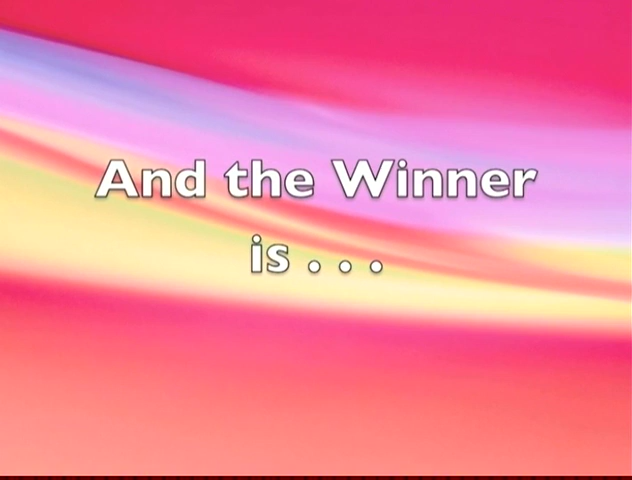 And the Winner
is . . .